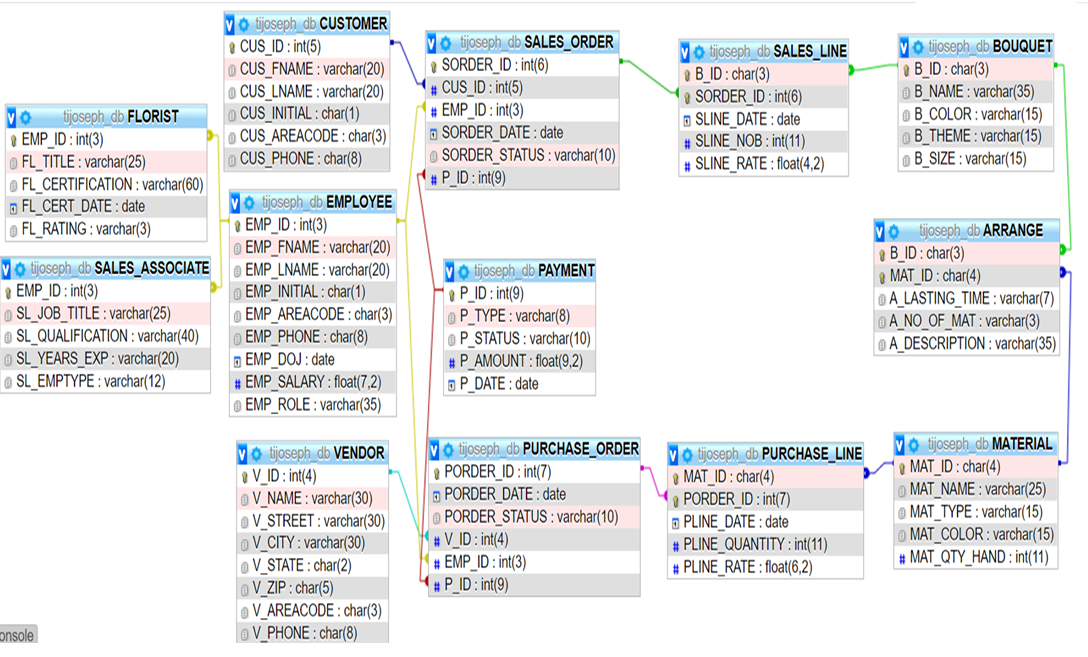 tijoseph_db CUSTOMER
CUS_ID : int(5)
CUS_FNAME : varchar(20)
CUS_LNAME : varchar(20)
CUS_INITIAL : char(1)
CUS_AREACODE : char(3)
CUS_PHONE : char(8)
tijoseph_db SALES_ORDER
SORDER_ID : int(6)
CUS_ID : int(5)
EMP_ID : int(3)
SORDER_DATE : date
SORDER_STATUS : varchar(10)
P_ID : int(9)
tijoseph_db SALES_LINE
B_ID : char(3)
SORDER_ID : int(6)
SLINE_DATE : date
SLINE_NOB : int(11)
SLINE_RATE : float(4,2)
tijoseph_db BOUQUET
B_ID : char(3)
B_NAME : varchar(35)
B_COLOR : varchar(15)
B_THEME : varchar(15)
B_SIZE : varchar(15)
tijoseph_db FLORIST
EMP_ID : int(3)
FL_TITLE : varchar(25)
FL_CERTIFICATION : varchar(60)
FL_CERT_DATE : date
FL_RATING : varchar(3)
tijoseph_db EMPLOYEE
EMP_ID : int(3)
EMP_FNAME : varchar(20)
EMP_LNAME : varchar(20)
EMP_INITIAL : char(1)
EMP_AREACODE : char(3)
EMP_PHONE : char(8)
EMP_DOJ : date
EMP_SALARY : float(7,2)
EMP_ROLE : varchar(35)
tijoseph_db ARRANGE
B_ID : char(3)
MAT_ID : char(4)
A_LASTING_TIME : varchar(7)
A_NO_OF_MAT : varchar(3)
A_DESCRIPTION : varchar(35)
tijoseph_db SALES_ASSOCIATE
EMP_ID : int(3)
SL_JOB_TITLE : varchar(25)
SL_QUALIFICATION : varchar(40)
SL_YEARS_EXP : varchar(20)
SL_EMPTYPE : varchar(12)
tijoseph_db PAYMENT
P_ID : int(9)
P_TYPE : varchar(8)
P_STATUS : varchar(10)
P_AMOUNT : float(9,2)
P_DATE : date
tijoseph_db VENDOR
V_ID : int(4)
V_NAME : varchar(30)
V_STREET : varchar(30)
V_CITY : varchar(30)
V_STATE : char(2)
V_ZIP : char(5)
V_AREACODE : char(3)
V_PHONE : char(8)
tijoseph_db PURCHASE_ORDER
PORDER_ID : int(7)
PORDER_DATE : date
PORDER_STATUS : varchar(10)
V_ID : int(4)
EMP_ID : int(3)
P_ID : int(9)
tijoseph_db PURCHASE_LINE
MAT_ID : char(4)
PORDER_ID : int(7)
PLINE_DATE : date
PLINE_QUANTITY : int(11)
PLINE_RATE : float(6,2)
tijoseph_db MATERIAL
MAT_ID : char(4)
MAT_NAME : varchar(25)
MAT_TYPE : varchar(15)
MAT_COLOR : varchar(15)
MAT_QTY_HAND : int(11)
onsole